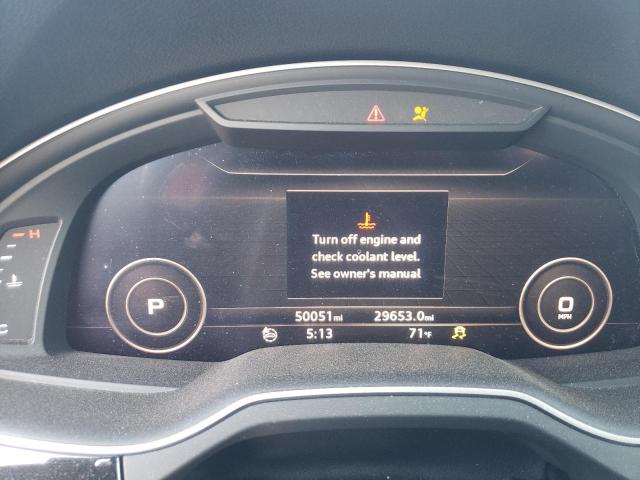 H
Turn off engine and
check coolant level.
See owner's manual
P
0
MPH
50051mi 29653.0mi
5:13 71°F
C